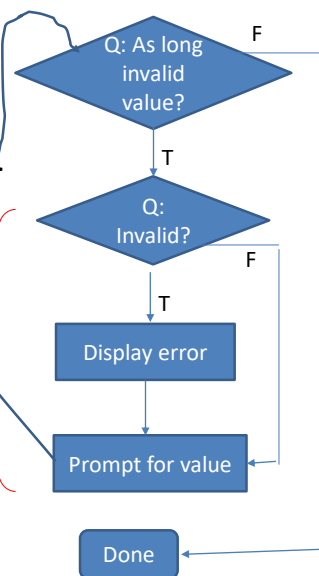 Q: As long
invalid
value?
F
T
Q:
Invalid?
F
T
Display error
Prompt for value
Done